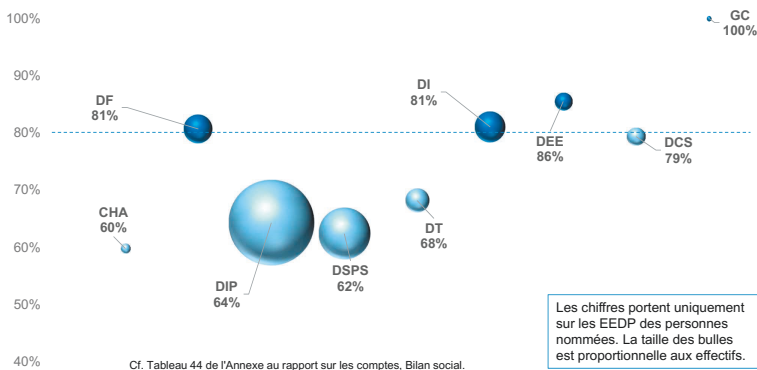 100%
90%
80%
70%
60%
50%
40%
CHA
60%
DF
81%
DIP
64%
DSPS
62%
DT
68%
DI
81%
DEE
86%
DCS
79%
GC
100%
Les chiffres portent uniquement
sur les EEDP des personnes
nommées. La taille des bulles
est proportionnelle aux effectifs.
Cf. Tableau 44 de l'Annexe au rapport sur les comptes, Bilan social.